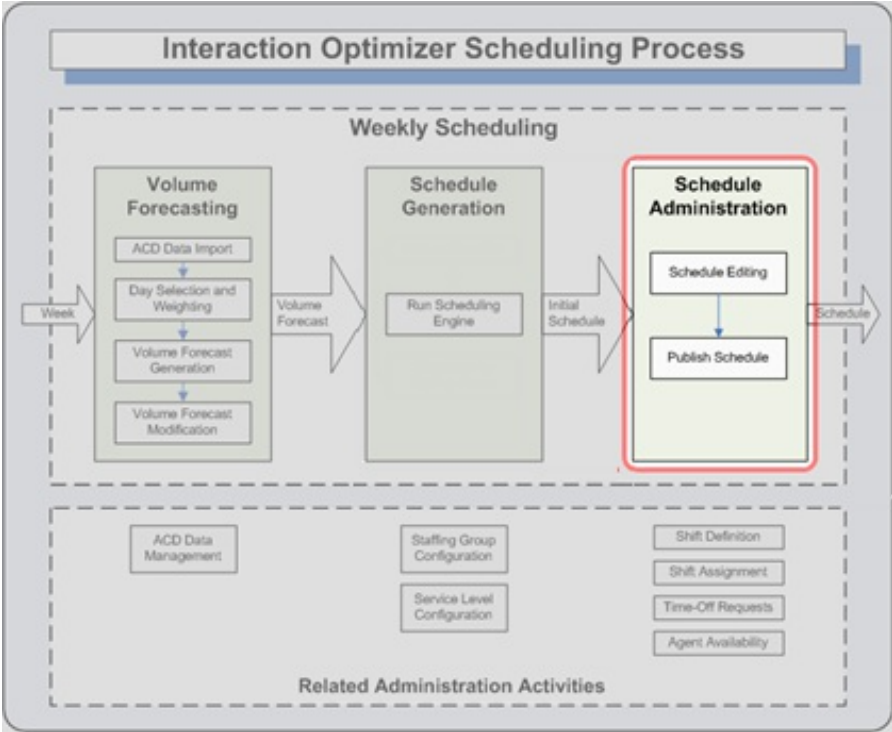 Interaction Optimizer Scheduling Process
Weekly Scheduling
Week
Volume
Forecasting
ACD Data Import
Day Selection and
Weighting
Volume Forecast
Generation
Volume Forecast
Modification
Volume
Forecast
Schedule
Generation
Run Scheduling
Engine
Initial
Schedule
Schedule
Administration
Schedule Editing
Publish Schedule
Schedule
ACD Data
Management
Staffing Group
Configuration
Service Level
Configuration
Shift Definition
Shift Assignment
Time-Off Requests
Agent Availability
Related Administration Activities